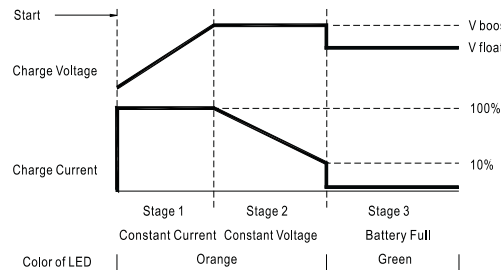 Start
V boos
V float
Charge Voltage
100%
Charge Current
10%
Stage 1 Stage 2 Stage 3
Constant Current Constant Voltage Battery Full
Color of LED Orange Green